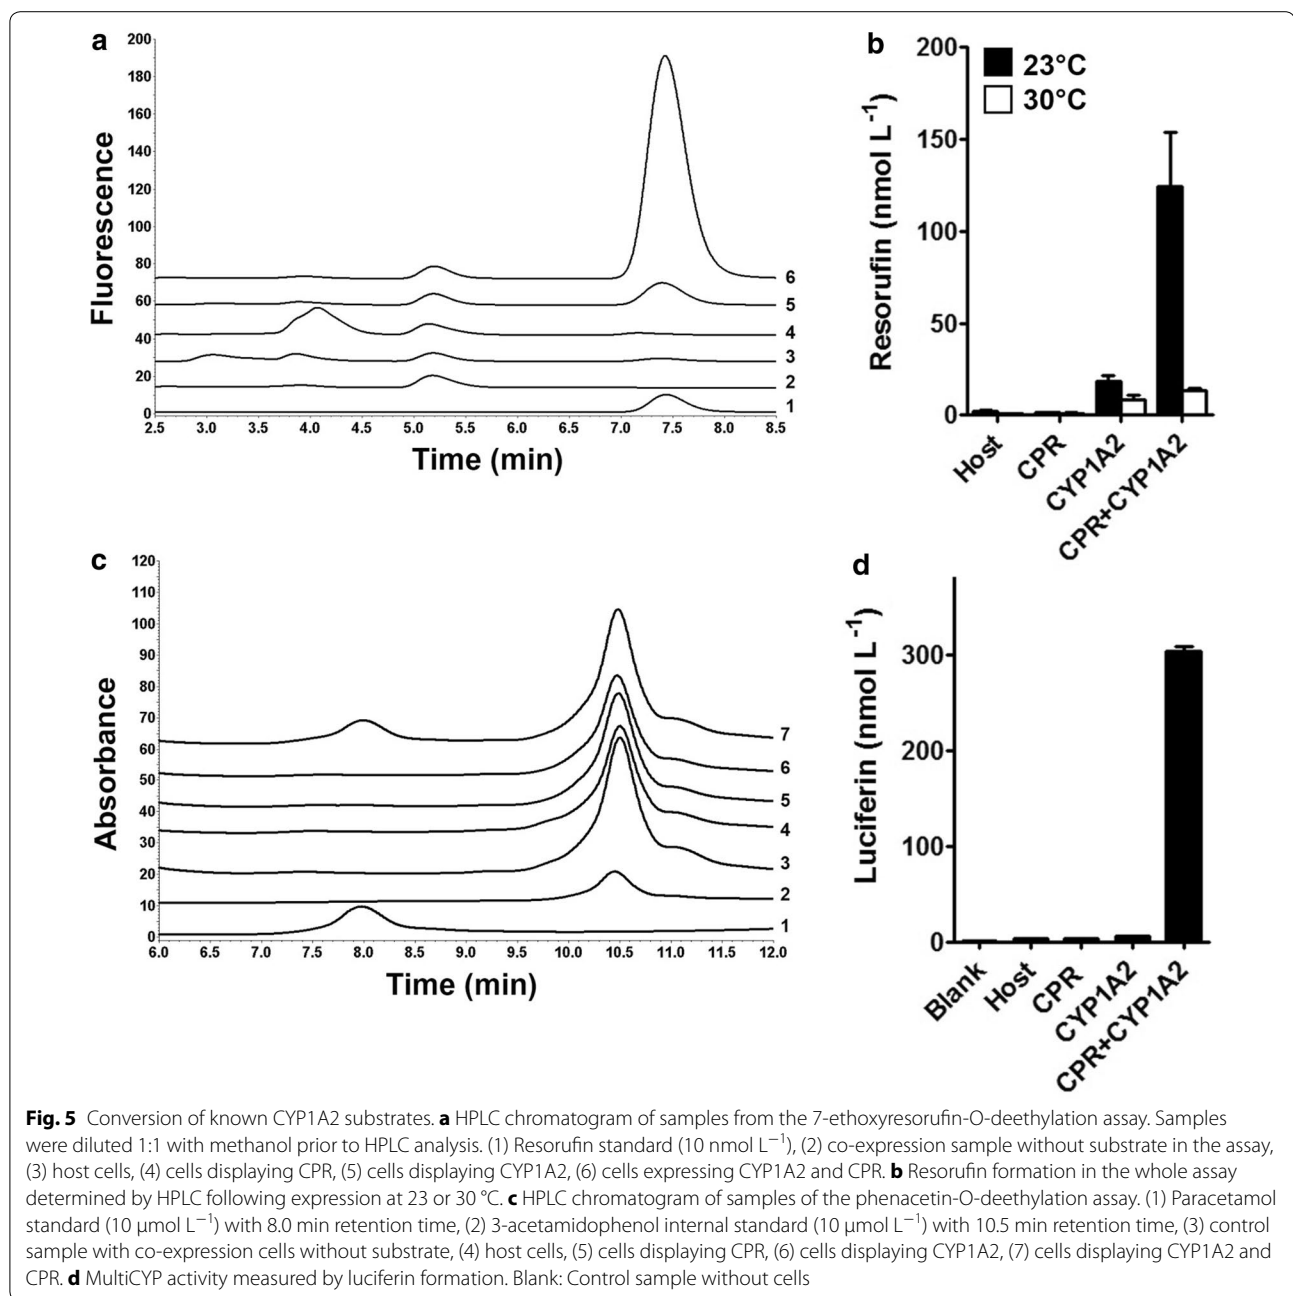 a
200
180
160
140
120
100
80
60
40
20
0
Fluorescence
6
5
4
3
2
1
2.5 3.0 3.5 4.0 4.5 5.0 5.5 6.0 6.5 7.0 7.5 8.0 8.5
Time (min)
b
200
150
100
50
0
Resorufin (nmol L⁻¹)
23°C
30°C
Host
CPR
CYP1A2
CPR+CYP1A2
c
120
110
100
90
80
70
60
50
40
30
20
10
0
Absorbance
7
6
5
4
3
2
1
6.0 6.5 7.0 7.5 8.0 8.5 9.0 9.5 10.0 10.5 11.0 11.5 12.0
Time (min)
d
300
200
100
0
Luciferin (nmol L⁻¹)
Blank
Host
CPR
CYP1A2
CPR+CYP1A2
Fig. 5 Conversion of known CYP1A2 substrates. a HPLC chromatogram of samples from the 7-ethoxyresorufin-O-deethylation assay. Samples
were diluted 1:1 with methanol prior to HPLC analysis. (1) Resorufin standard (10 nmol L⁻¹), (2) co-expression sample without substrate in the assay,
(3) host cells, (4) cells displaying CPR, (5) cells displaying CYP1A2, (6) cells expressing CYP1A2 and CPR. b Resorufin formation in the whole assay
determined by HPLC following expression at 23 or 30 °C. c HPLC chromatogram of samples of the phenacetin-O-deethylation assay. (1) Paracetamol
standard (10 µmol L⁻¹) with 8.0 min retention time, (2) 3-acetamidophenol internal standard (10 µmol L⁻¹) with 10.5 min retention time, (3) control
sample with co-expression cells without substrate, (4) host cells, (5) cells displaying CPR, (6) cells displaying CYP1A2, (7) cells displaying CYP1A2 and
CPR. d MultiCYP activity measured by luciferin formation. Blank: Control sample without cells